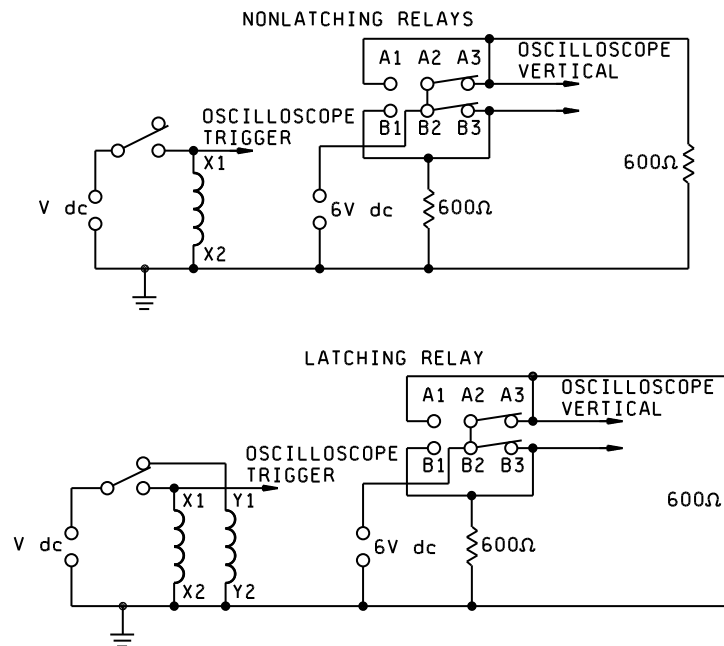 NONLATCHING RELAYS
A1 A2 A3
OSCILLOSCOPE
VERTICAL
B1 B2 B3
OSCILLOSCOPE
TRIGGER
X1
V dc
6V dc
600Ω
600Ω
X2
LATCHING RELAY
A1 A2 A3
OSCILLOSCOPE
VERTICAL
B1 B2 B3
OSCILLOSCOPE
TRIGGER
X1 Y1
600Ω
V dc
6V dc
600Ω
X2 Y2